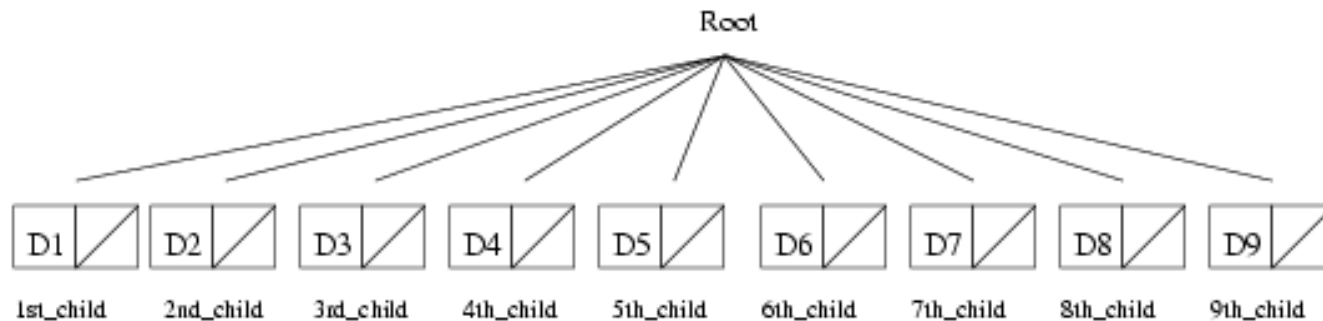 Root
D1 D2 D3 D4 D5 D6 D7 D8 D9
1st_child 2nd_child 3rd_child 4th_child 5th_child 6th_child 7th_child 8th_child 9th_child